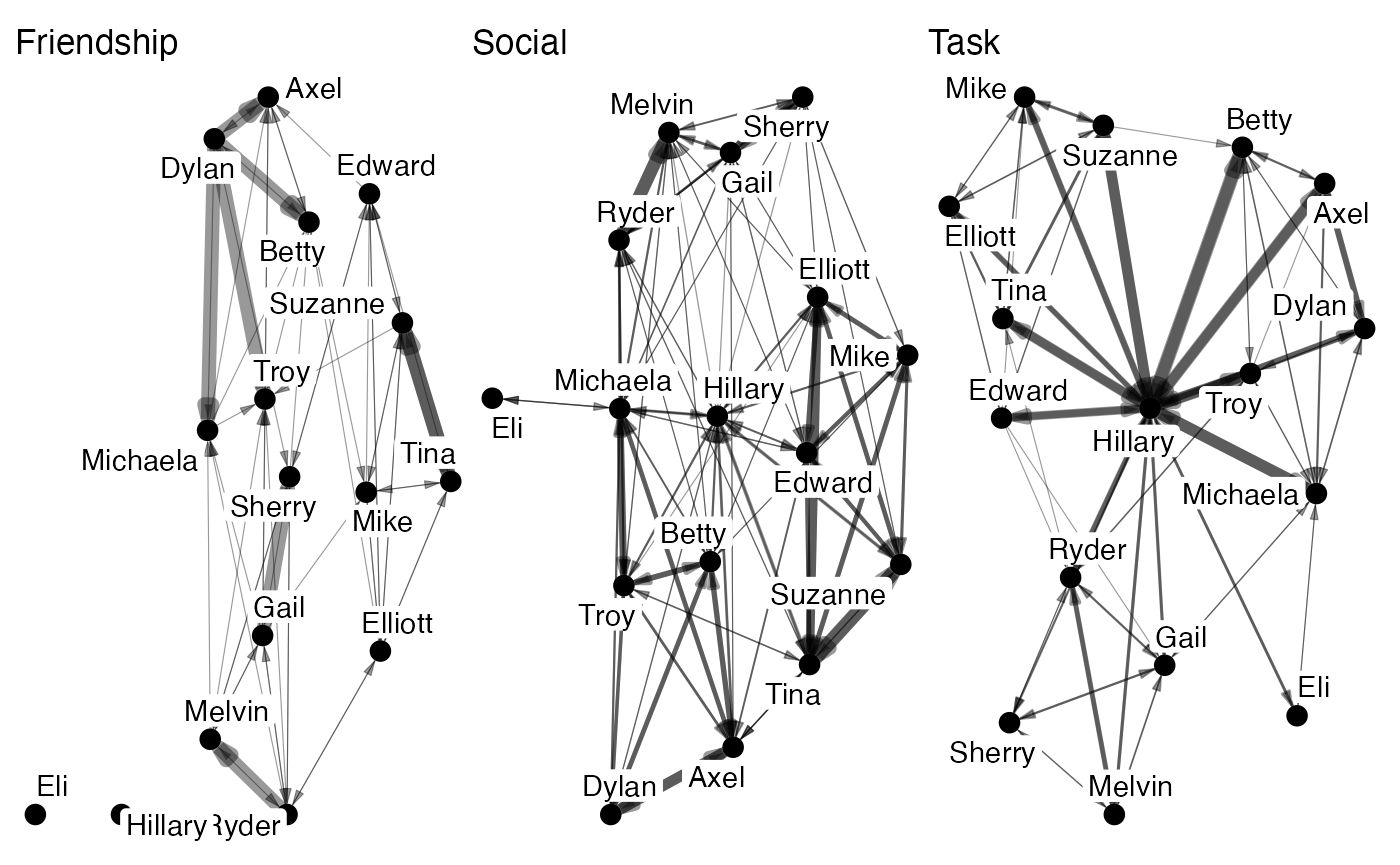 Friendship
Axel
Dylan
Edward
Betty
Suzanne
Troy
Michaela
Tina
Sherry
Mike
Gail
Elliott
Melvin
Eli
Hillary
Ryder
Social
Melvin
Sherry
Gail
Ryder
Elliott
Mike
Michaela
Hillary
Eli
Edward
Betty
Suzanne
Troy
Tina
Axel
Dylan
Task
Mike
Betty
Suzanne
Axel
Elliott
Tina
Dylan
Edward
Troy
Hillary
Michaela
Ryder
Gail
Eli
Sherry
Melvin